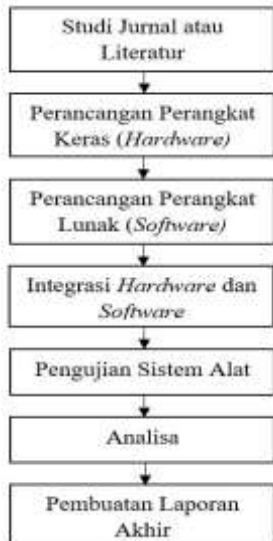 Studi Jurnal atau
Literatur
Perancangan Perangkat
Keras (Hardware)
Perancangan Perangkat
Lunak (Software)
Integrasi Hardware dan
Software
Pengujian Sistem Alat
Analisa
Pembuatan Laporan
Akhir